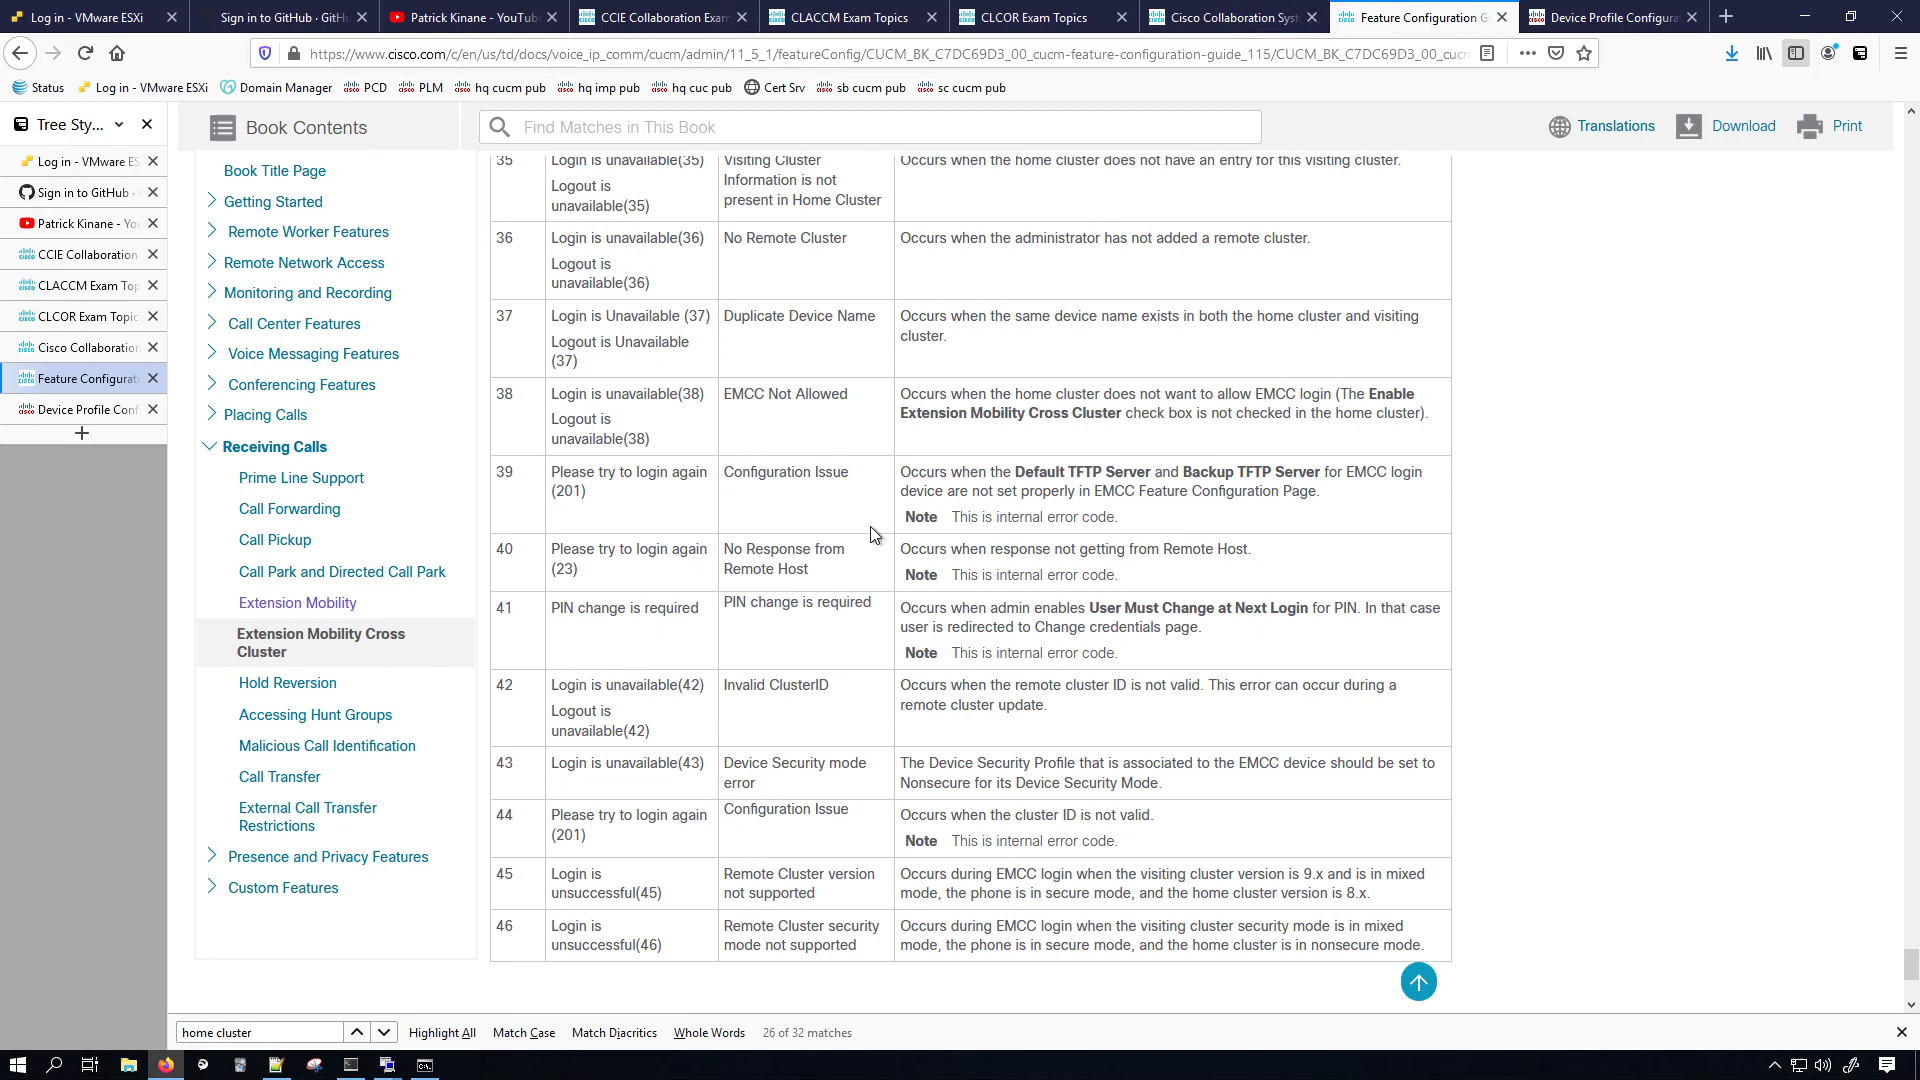 Log in - VMware ESXi
Sign in to GitHub · GitHu
Patrick Kinane - YouTube
CCIE Collaboration Exam
CLACCM Exam Topics
CLCOR Exam Topics
Cisco Collaboration Syst
Feature Configuration G
Device Profile Configurat
https://www.cisco.com/c/en/us/td/docs/voice_ip_comm/cucm/admin/11_5_1/featureConfig/CUCM_BK_C7DC69D3_00_cucm-feature-configuration-guide_115/CUCM_BK_C7DC69D3_00_cucm
Status
Log in - VMware ESXi
Domain Manager
PCD
PLM
hq cucm pub
hq imp pub
hq cuc pub
Cert Srv
sb cucm pub
sc cucm pub
Tree Sty...
Log in - VMware ES
Sign in to GitHub ·
Patrick Kinane - Yo
CCIE Collaboration
CLACCM Exam Top
CLCOR Exam Topic
Cisco Collaboration
Feature Configurati
Device Profile Conf
Book Contents
Find Matches in This Book
Translations
Download
Print
Book Title Page
Getting Started
Remote Worker Features
Remote Network Access
Monitoring and Recording
Call Center Features
Voice Messaging Features
Conferencing Features
Placing Calls
Receiving Calls
Prime Line Support
Call Forwarding
Call Pickup
Call Park and Directed Call Park
Extension Mobility
Extension Mobility Cross
Cluster
Hold Reversion
Accessing Hunt Groups
Malicious Call Identification
Call Transfer
External Call Transfer
Restrictions
Presence and Privacy Features
Custom Features
35
Login is unavailable(35)
Logout is
unavailable(35)
Visiting Cluster
Information is not
present in Home Cluster
Occurs when the home cluster does not have an entry for this visiting cluster.
36
Login is unavailable(36)
Logout is
unavailable(36)
No Remote Cluster
Occurs when the administrator has not added a remote cluster.
37
Login is Unavailable (37)
Logout is Unavailable
(37)
Duplicate Device Name
Occurs when the same device name exists in both the home cluster and visiting
cluster.
38
Login is unavailable(38)
Logout is
unavailable(38)
EMCC Not Allowed
Occurs when the home cluster does not want to allow EMCC login (The Enable
Extension Mobility Cross Cluster check box is not checked in the home cluster).
39
Please try to login again
(201)
Configuration Issue
Occurs when the Default TFTP Server and Backup TFTP Server for EMCC login
device are not set properly in EMCC Feature Configuration Page.
Note This is internal error code.
40
Please try to login again
(23)
No Response from
Remote Host
Occurs when response not getting from Remote Host.
Note This is internal error code.
41
PIN change is required
PIN change is required
Occurs when admin enables User Must Change at Next Login for PIN. In that case
user is redirected to Change credentials page.
Note This is internal error code.
42
Login is unavailable(42)
Logout is
unavailable(42)
Invalid ClusterID
Occurs when the remote cluster ID is not valid. This error can occur during a
remote cluster update.
43
Login is unavailable(43)
Device Security mode
error
The Device Security Profile that is associated to the EMCC device should be set to
Nonsecure for its Device Security Mode.
44
Please try to login again
(201)
Configuration Issue
Occurs when the cluster ID is not valid.
Note This is internal error code.
45
Login is
unsuccessful(45)
Remote Cluster version
not supported
Occurs during EMCC login when the visiting cluster version is 9.x and is in mixed
mode, the phone is in secure mode, and the home cluster version is 8.x.
46
Login is
unsuccessful(46)
Remote Cluster security
mode not supported
Occurs during EMCC login when the visiting cluster security mode is in mixed
mode, the phone is in secure mode, and the home cluster is in nonsecure mode.
home cluster
Highlight All
Match Case
Match Diacritics
Whole Words
26 of 32 matches